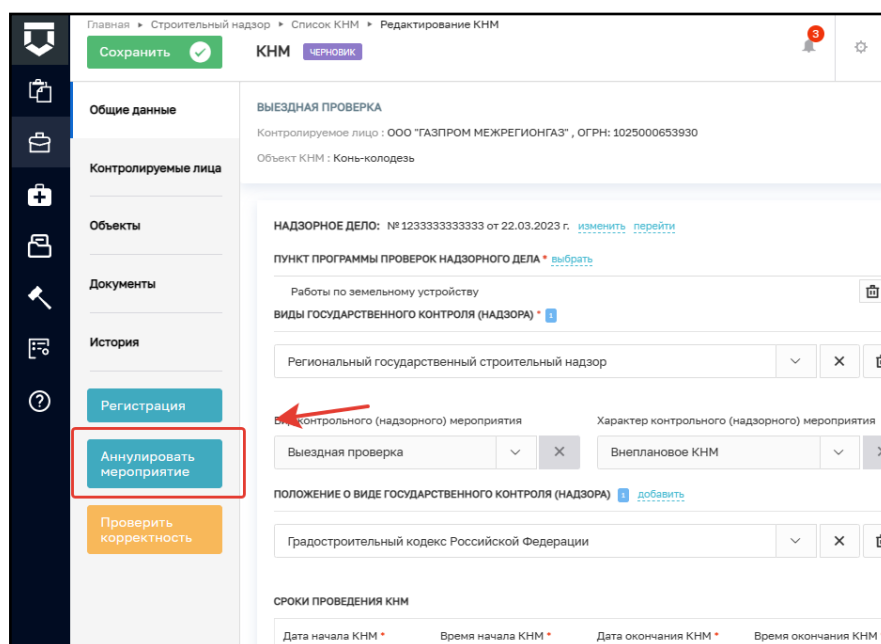 Главная ▸ Строительный надзор ▸ Список КНМ ▸ Редактирование КНМ
Сохранить
КНМ ЧЕРНОВИК
3
Общие данные
Контролируемые лица
Объекты
Документы
История
Регистрация
Аннулировать
мероприятие
Проверить
корректность
ВЫЕЗДНАЯ ПРОВЕРКА
Контролируемое лицо : ООО "ГАЗПРОМ МЕЖРЕГИОНГАЗ" , ОГРН: 1025000653930
Объект КНМ : Конь-колодезь
НАДЗОРНОЕ ДЕЛО: № 1233333333333 от 22.03.2023 г. изменить перейти
ПУНКТ ПРОГРАММЫ ПРОВЕРОК НАДЗОРНОГО ДЕЛА * выбрать
Работы по земельному устройству
ВИДЫ ГОСУДАРСТВЕННОГО КОНТРОЛЯ (НАДЗОРА) * 1
Региональный государственный строительный надзор
контрольного (надзорного) мероприятия
Характер контрольного (надзорного) мероприятия
Выездная проверка
Внеплановое КНМ
ПОЛОЖЕНИЕ О ВИДЕ ГОСУДАРСТВЕННОГО КОНТРОЛЯ (НАДЗОРА) 1 добавить
Градостроительный кодекс Российской Федерации
СРОКИ ПРОВЕДЕНИЯ КНМ
Дата начала КНМ * Время начала КНМ * Дата окончания КНМ * Время окончания КНМ